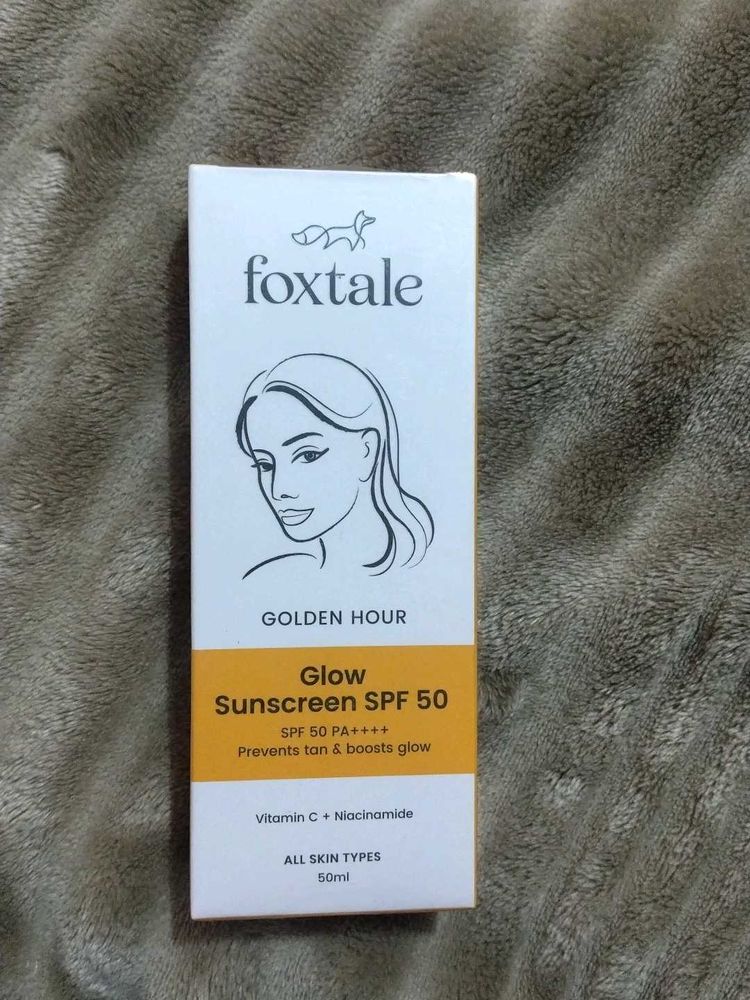 foxtale
GOLDEN HOUR
Glow
Sunscreen SPF 50
SPF 50 PA++++
Prevents tan & boosts glow
Vitamin C + Niacinamide
ALL SKIN TYPES
50ml